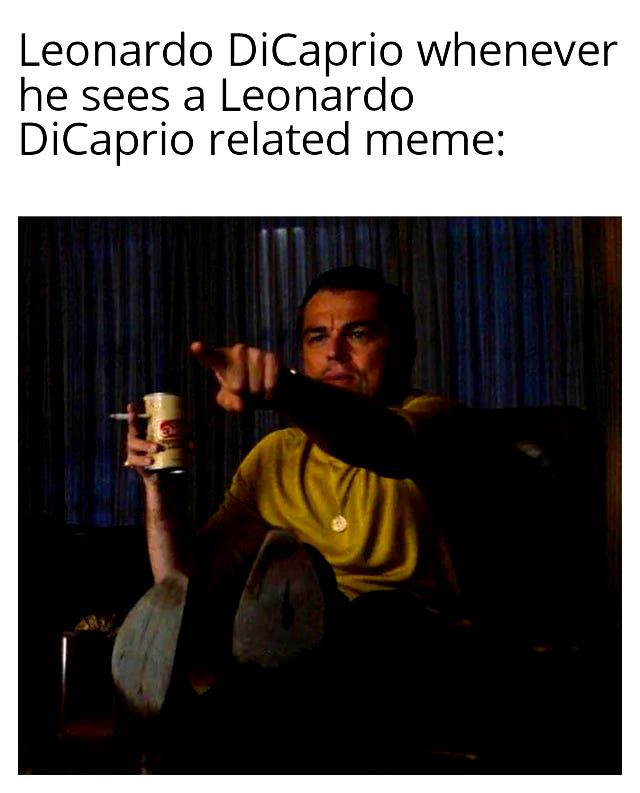 Leonardo DiCaprio whenever
he sees a Leonardo
DiCaprio related meme: